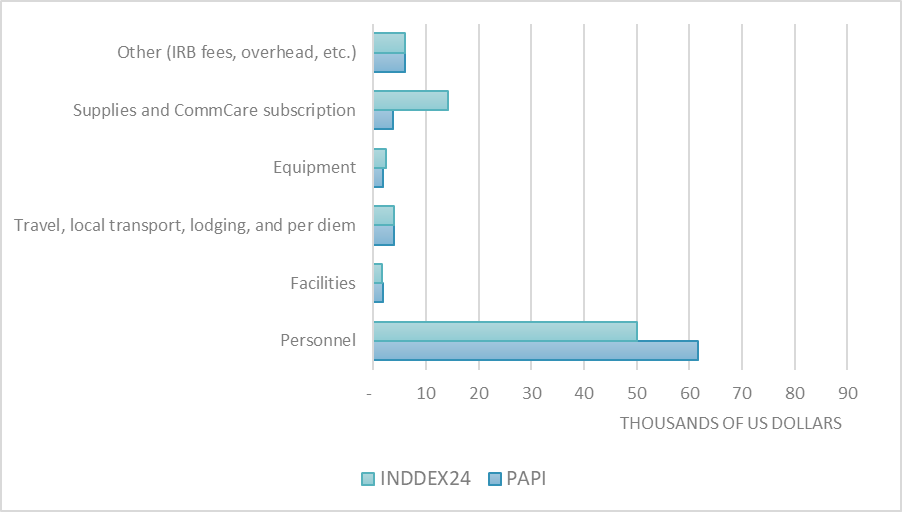 Other (IRB fees, overhead, etc.)
Supplies and CommCare subscription
Equipment
Travel, local transport, lodging, and per diem
Facilities
Personnel
- 10 20 30 40 50 60 70 80 90
THOUSANDS OF US DOLLARS
INDDEX24 PAPI